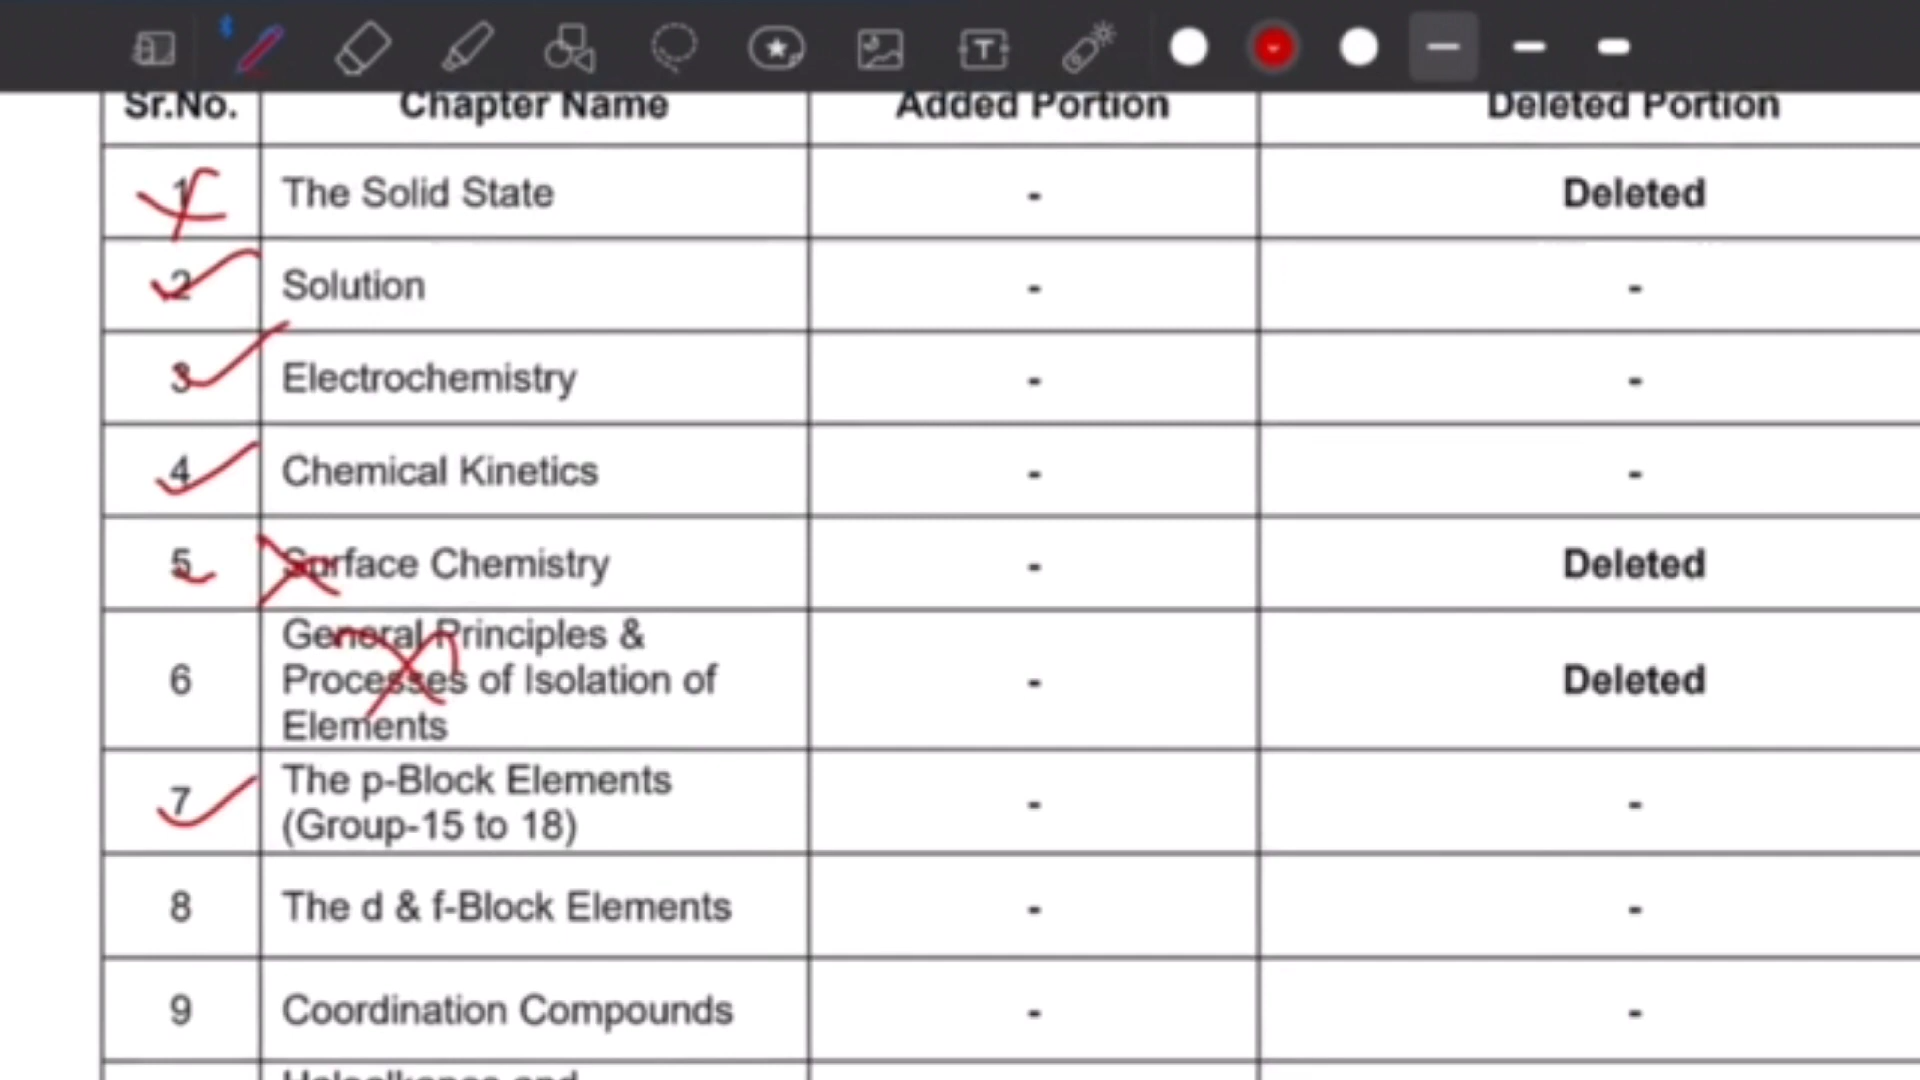 Sr.No. Chapter Name Added Portion Deleted Portion
1 The Solid State - Deleted
2 Solution - -
3 Electrochemistry - -
4 Chemical Kinetics - -
5 Surface Chemistry - Deleted
General Principles &
6 Processes of Isolation of - Deleted
Elements
The p-Block Elements
7 - -
(Group-15 to 18)
8 The d & f-Block Elements - -
9 Coordination Compounds - -